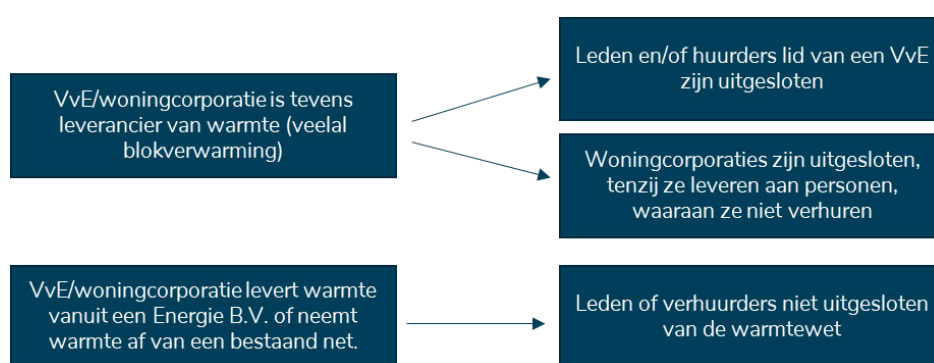 VvE/woningcorporatie is tevens
leverancier van warmte (veelal
blokverwarming)
Leden en/of huurders lid van een VvE
zijn uitgesloten
Woningcorporaties zijn uitgesloten,
tenzij ze leveren aan personen,
waaraan ze niet verhuren
VvE/woningcorporatie levert warmte
vanuit een Energie B.V. of neemt
warmte af van een bestaand net.
Leden of verhuurders niet uitgesloten
van de warmtewet